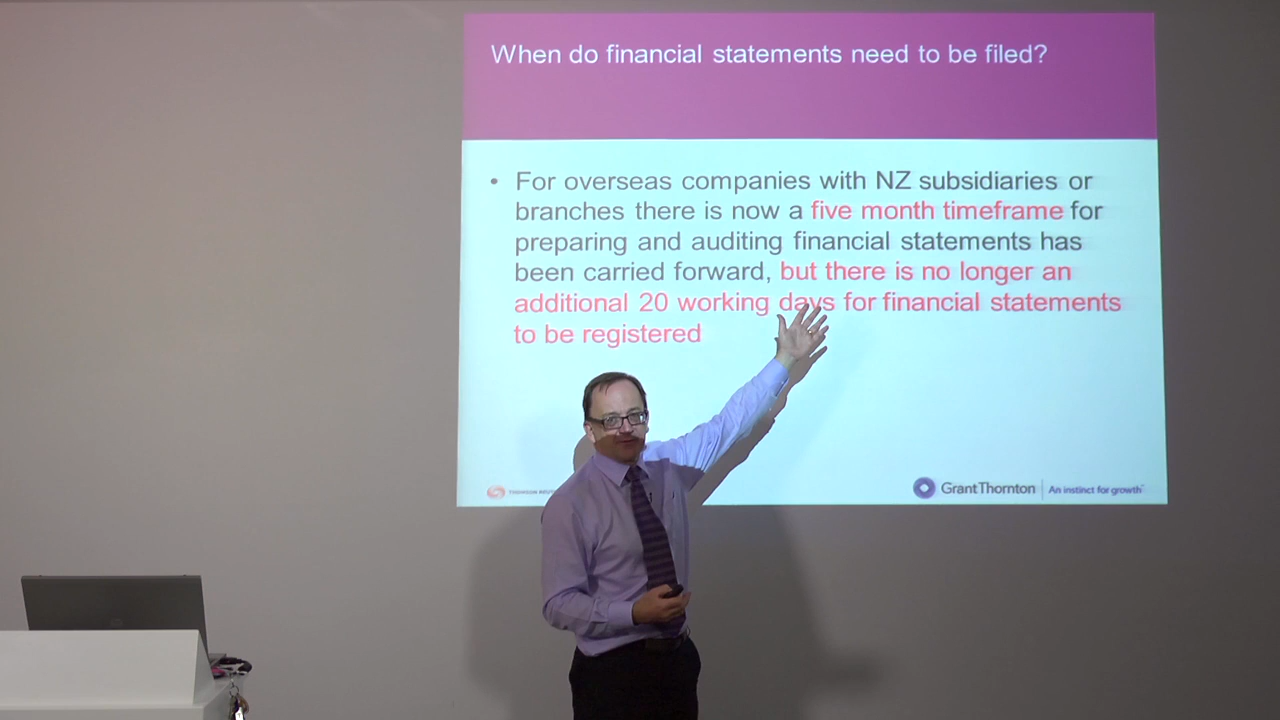 When do financial statements need to be filed?
• For overseas companies with NZ subsidiaries or
branches there is now a five month timeframe for
preparing and auditing financial statements has
been carried forward, but there is no longer an
additional 20 working days for financial statements
to be registered
THOMSON
GrantThornton An instinct for growth™